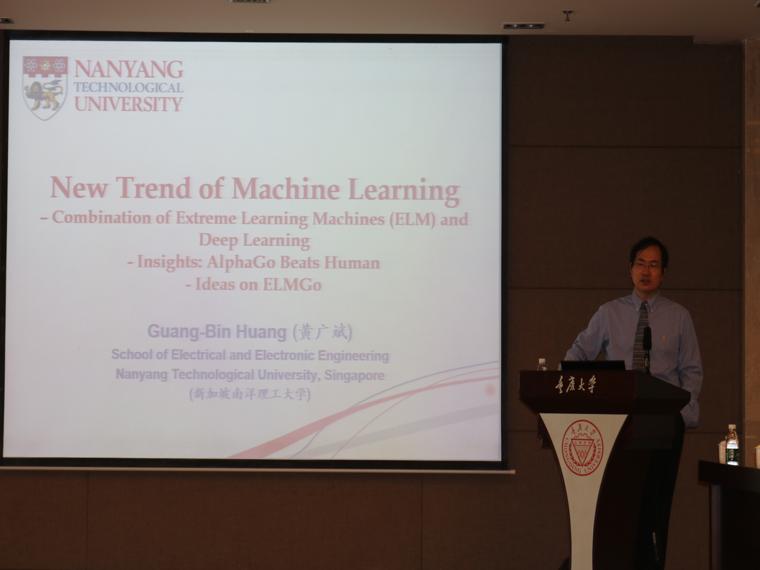 NANYANG
TECHNOLOGICAL
UNIVERSITY
New Trend of Machine Learning
– Combination of Extreme Learning Machines (ELM) and
Deep Learning
- Insights: AlphaGo Beats Human
- Ideas on ELMGo
Guang-Bin Huang (黄广斌)
School of Electrical and Electronic Engineering
Nanyang Technological University, Singapore
(新加坡南洋理工大学)
重庆大学
CHONGQING UNIVERSITY